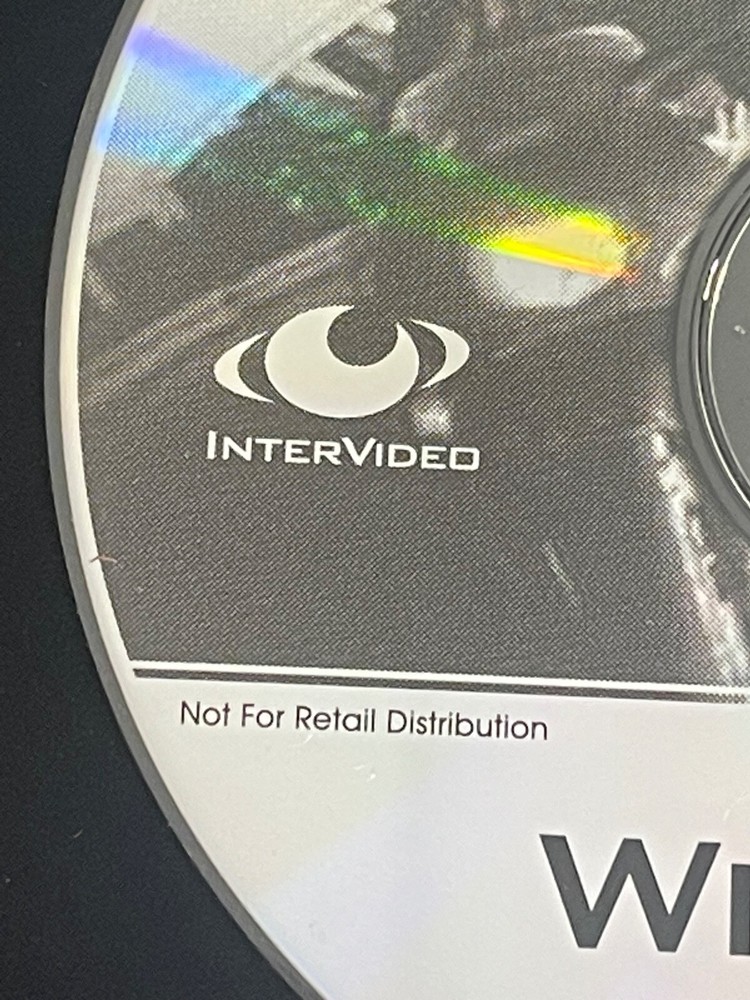 INTERVIDEO
Not For Retail Distribution
W